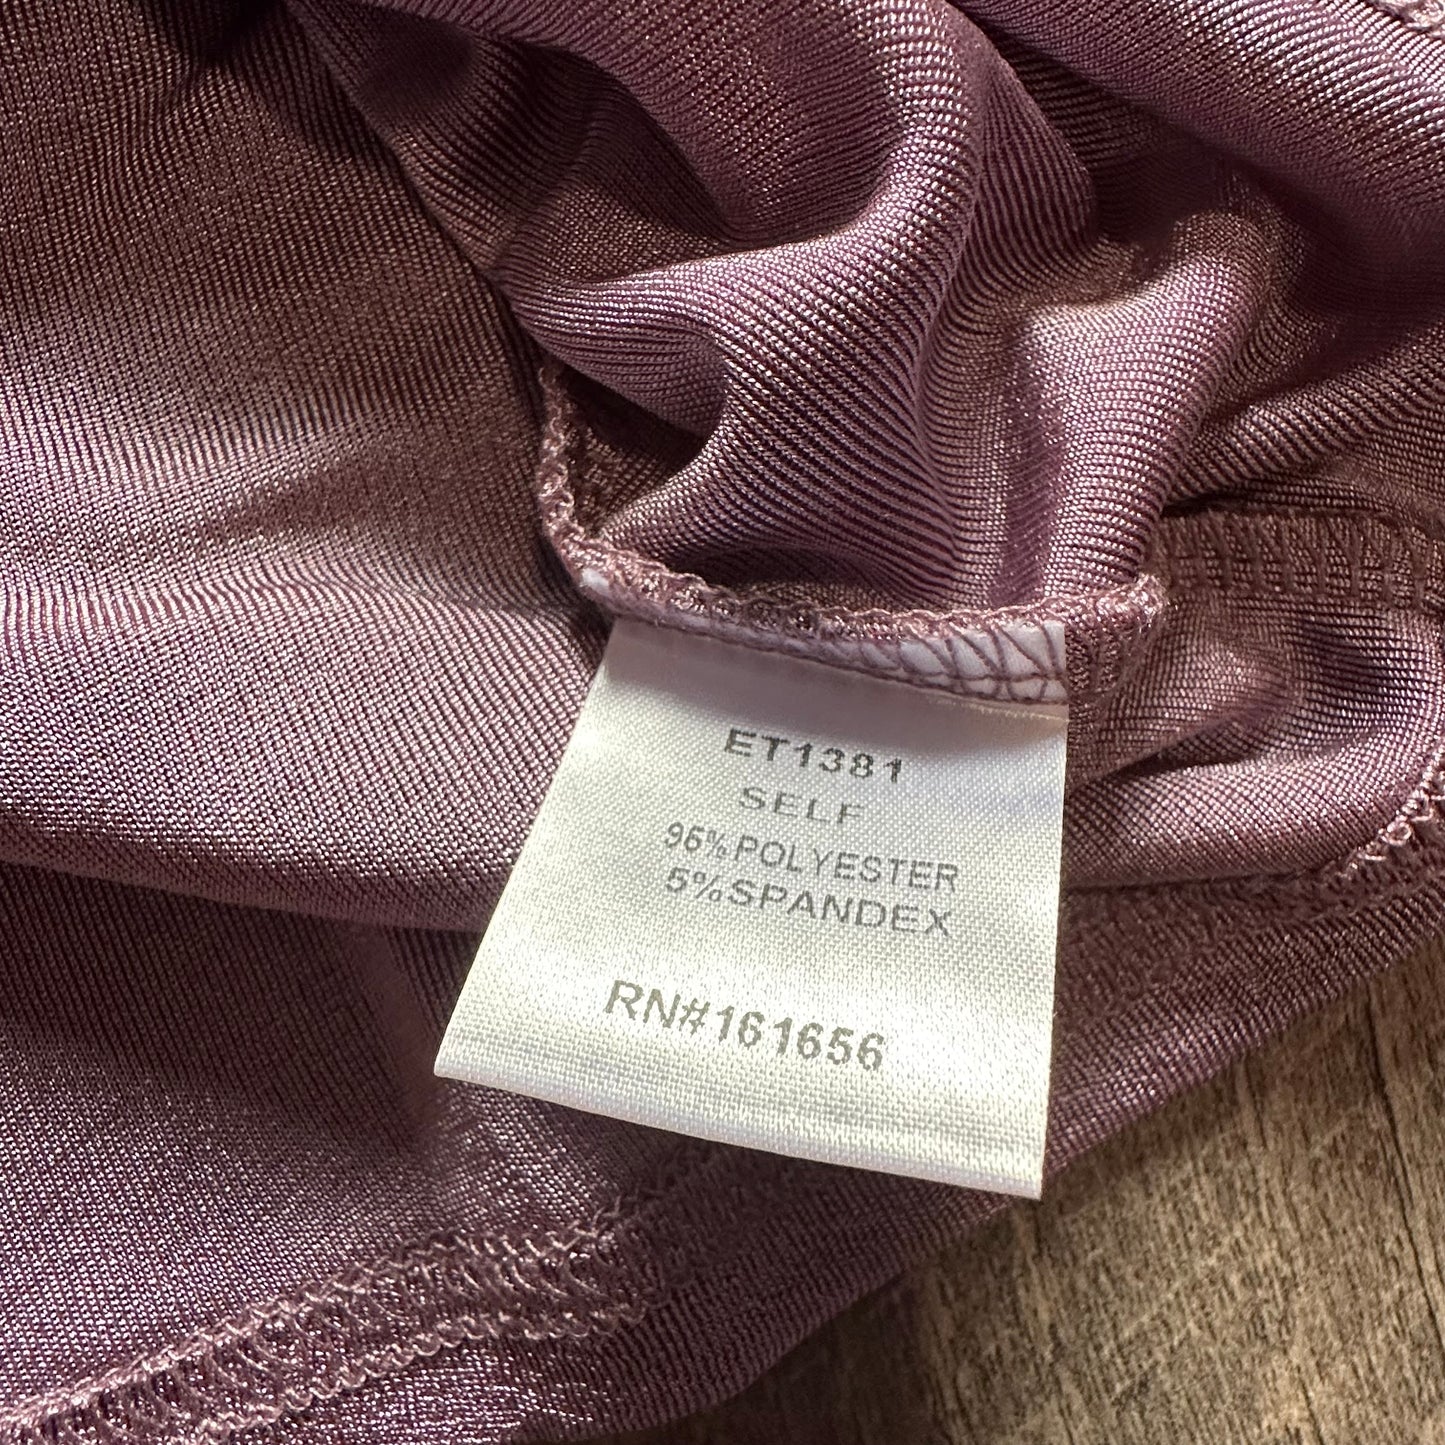 ET1381
SELF
96%POLYESTER
5%SPANDEX
RN#161656